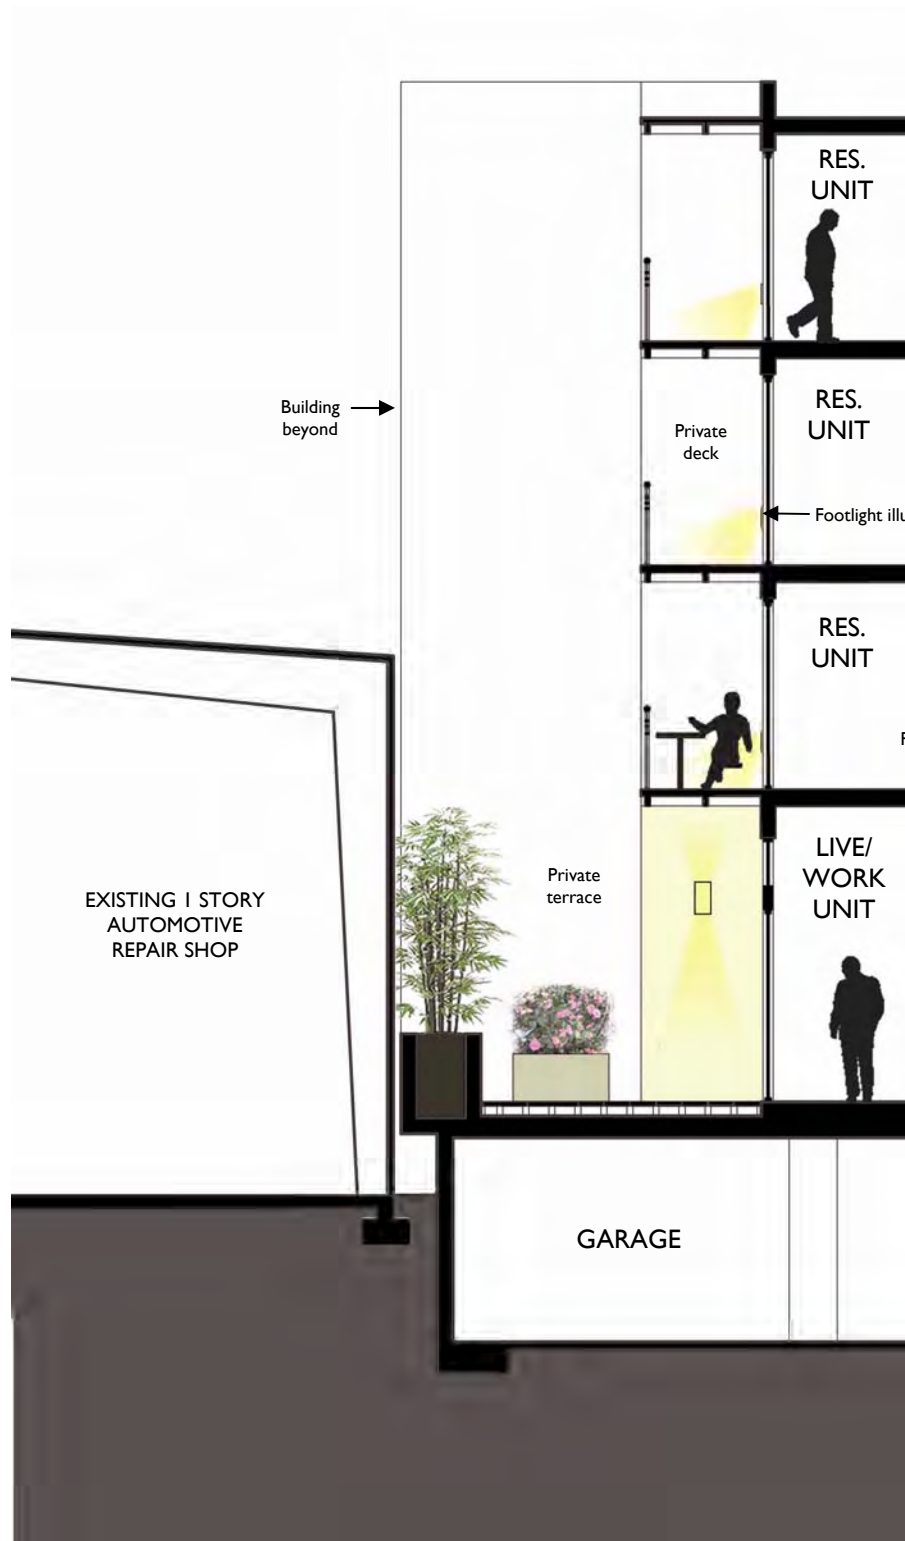 RES.
UNIT
Building
beyond
RES.
UNIT
Private
deck
Footlight
RES.
UNIT
LIVE/
WORK
UNIT
Private
terrace
EXISTING 1 STORY
AUTOMOTIVE
REPAIR SHOP
GARAGE